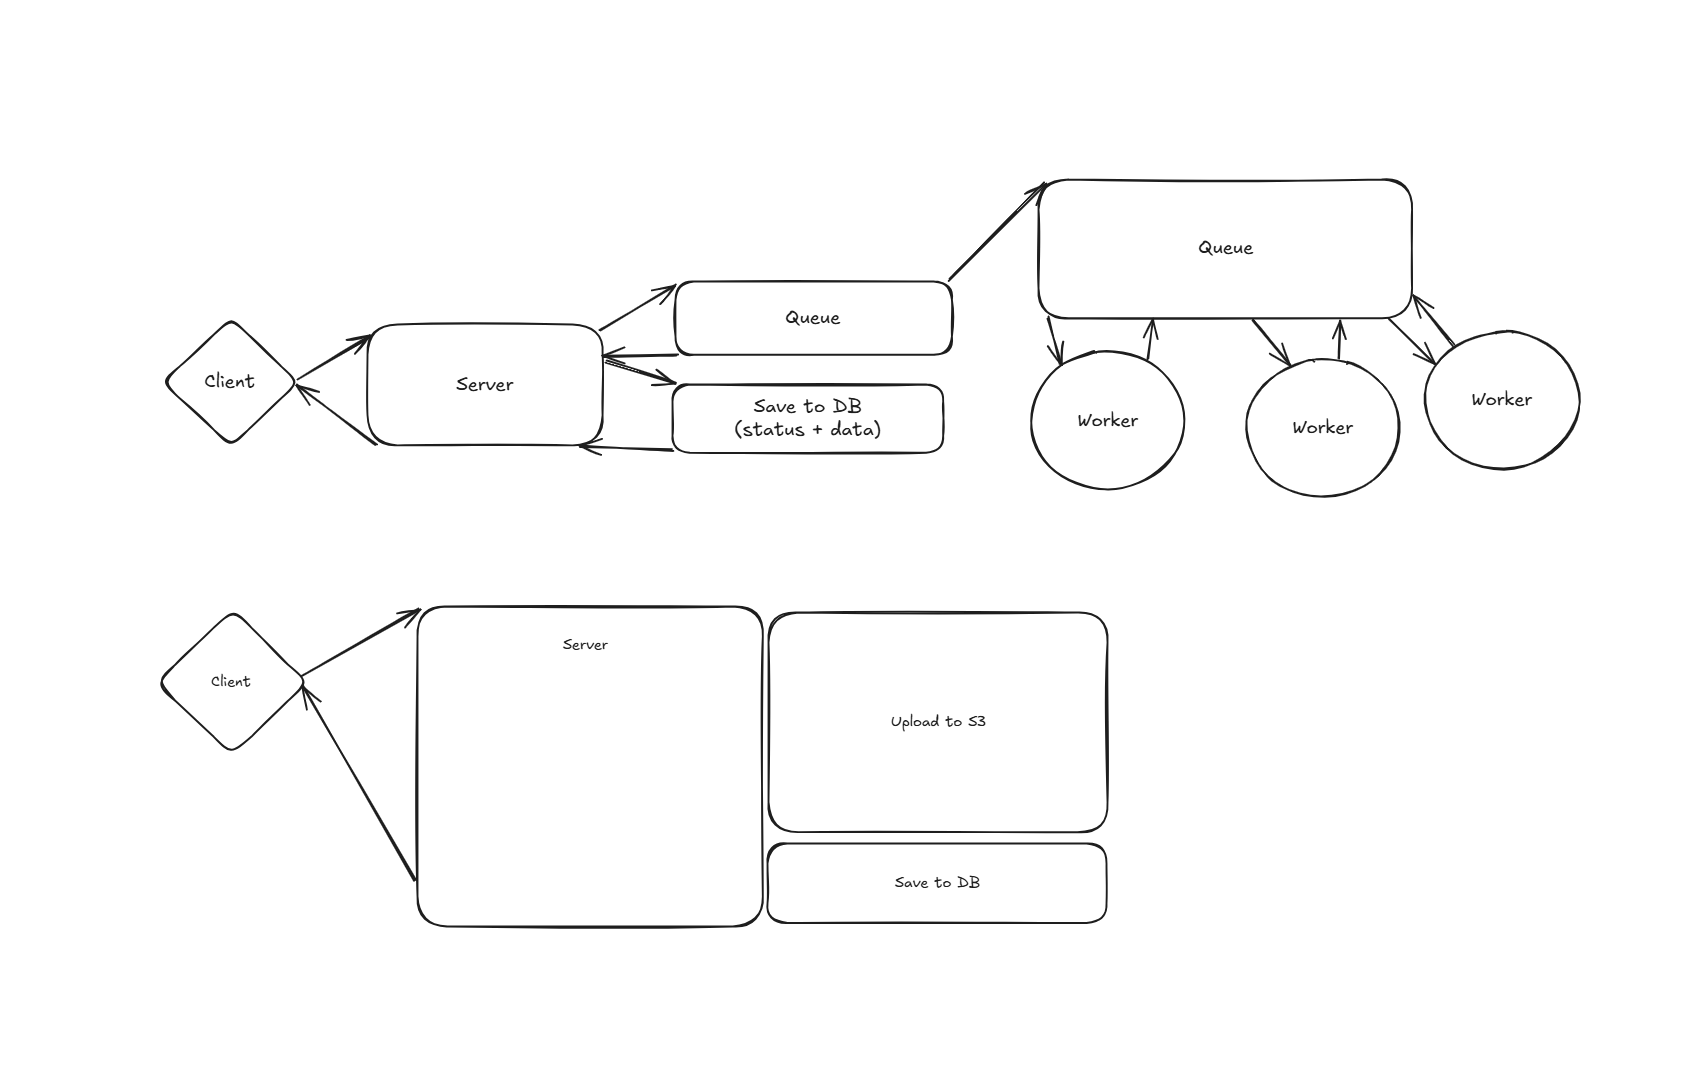 Queue
Queue
Client
Server
Save to DB
(status + data)
Worker
Worker
Worker
Server
Client
Upload to S3
Save to DB